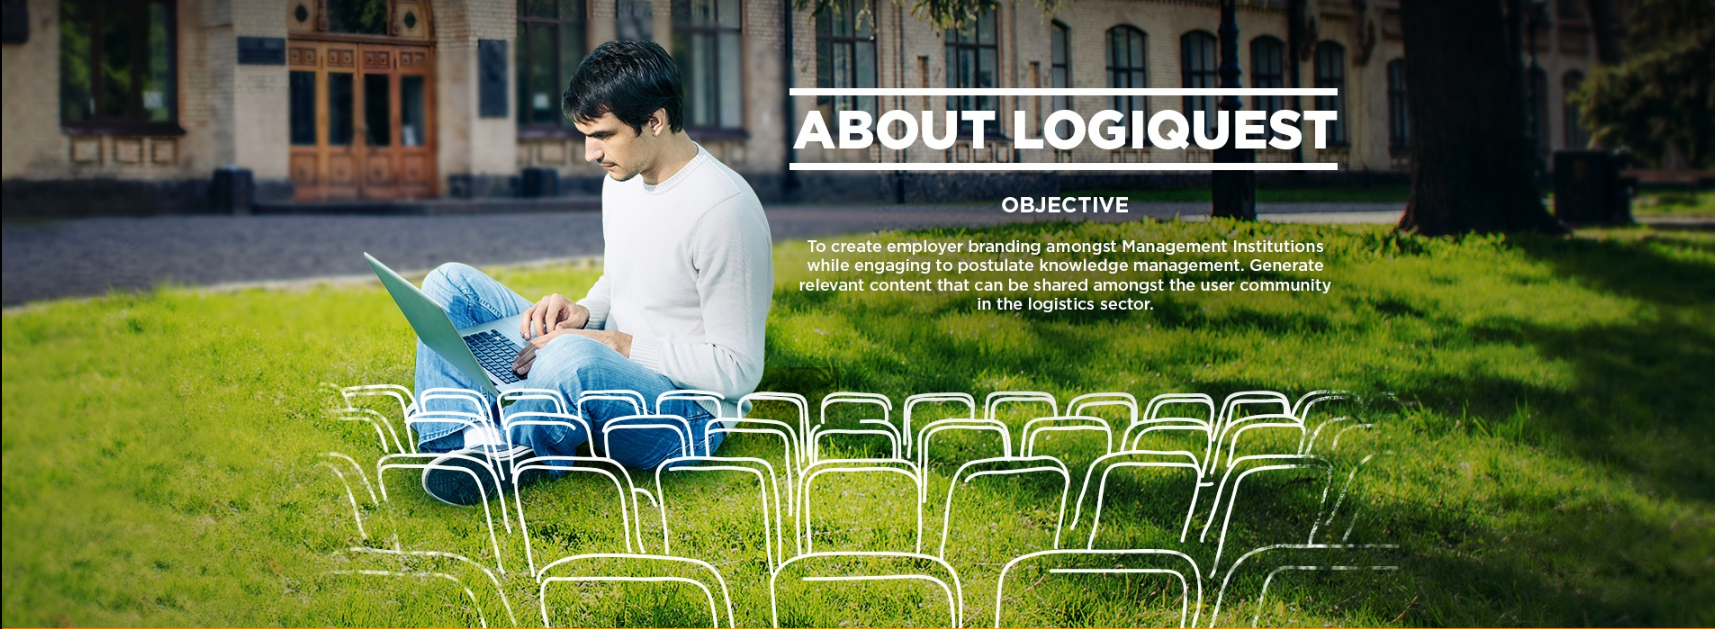 ABOUT LOGIQUEST
OBJECTIVE
To create employer branding amongst Management Institutions
while engaging to postulate knowledge management. Generate
relevant content that can be shared amongst the user community
in the logistics sector.